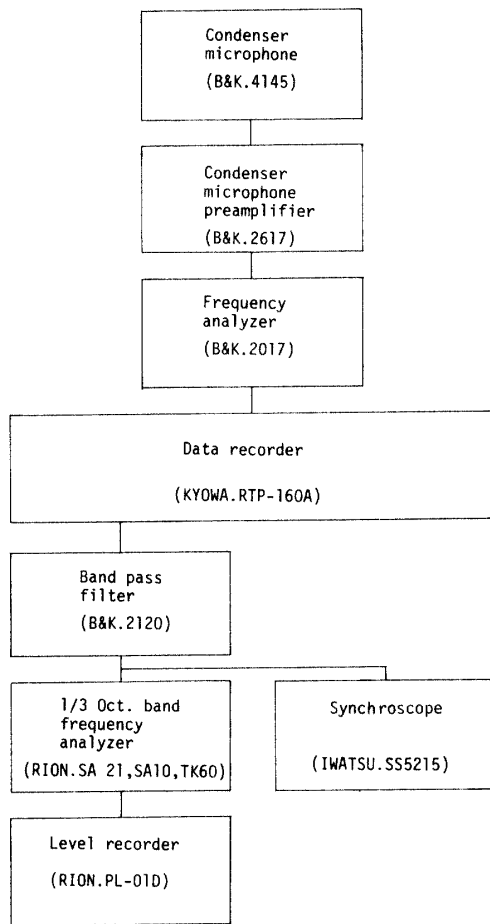 Condenser
microphone
(B&K.4145)
Condenser
microphone
preamplifier
(B&K.2617)
Frequency
analyzer
(B&K.2017)
Data recorder
(KYOWA.RTP-160A)
Band pass
filter
(B&K.2120)
1/3 Oct. band
frequency
analyzer
(RION.SA 21,SA10,TK60)
Synchroscope
(IWATSU.SS5215)
Level recorder
(RION.PL-01D)